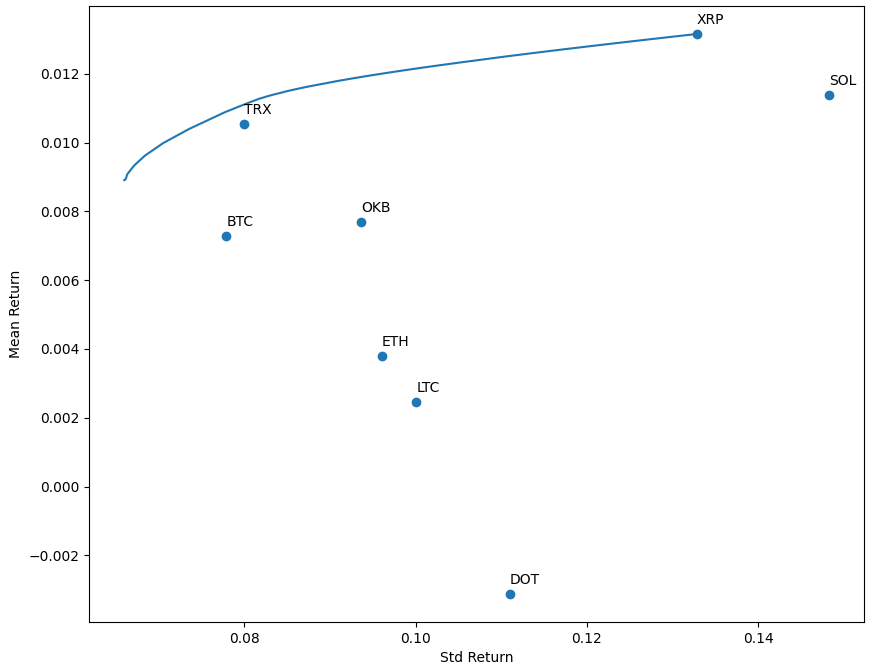 XRP
SOL
0.012
TRX
0.010
OKB
0.008
BTC
0.006
ETH
0.004
LTC
0.002
0.000
−0.002
DOT
Mean Return
0.08
0.10
0.12
0.14
Std Return